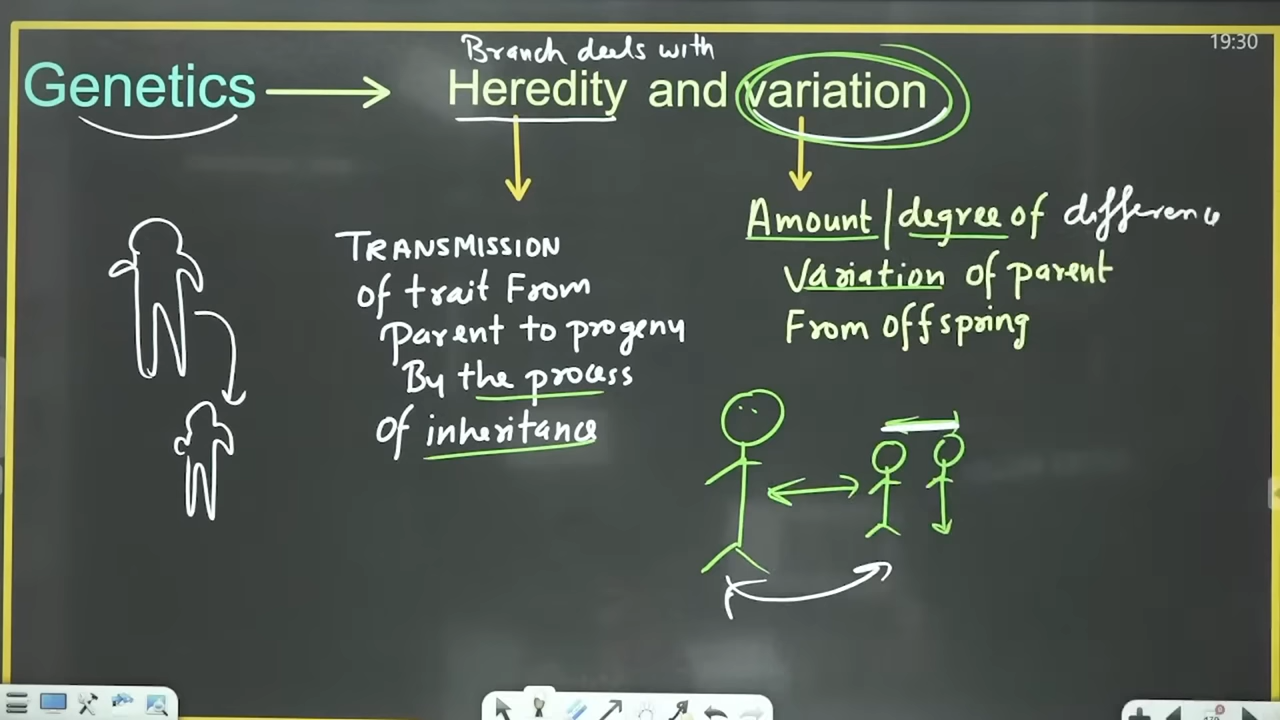 19:30
Branch deals with
Genetics → Heredity and variation
TRANSMISSION
of trait From
parent to progeny
By the process
of inheritance
Amount | degree of difference
Variation of parent
From offspring